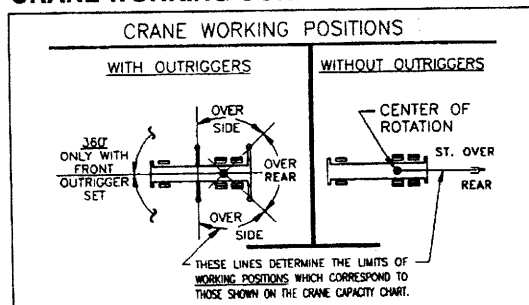 CRANE WORKING POSITIONS
WITH OUTRIGGERS
WITHOUT OUTRIGGERS
OVER
SIDE
360°
ONLY WITH
FRONT
OUTRIGGER
SET
OVER
REAR
OVER
SIDE
CENTER OF
ROTATION
ST. OVER
REAR
THESE LINES DETERMINE THE LIMITS OF
WORKING POSITIONS WHICH CORRESPOND TO
THOSE SHOWN ON THE CRANE CAPACITY CHART.